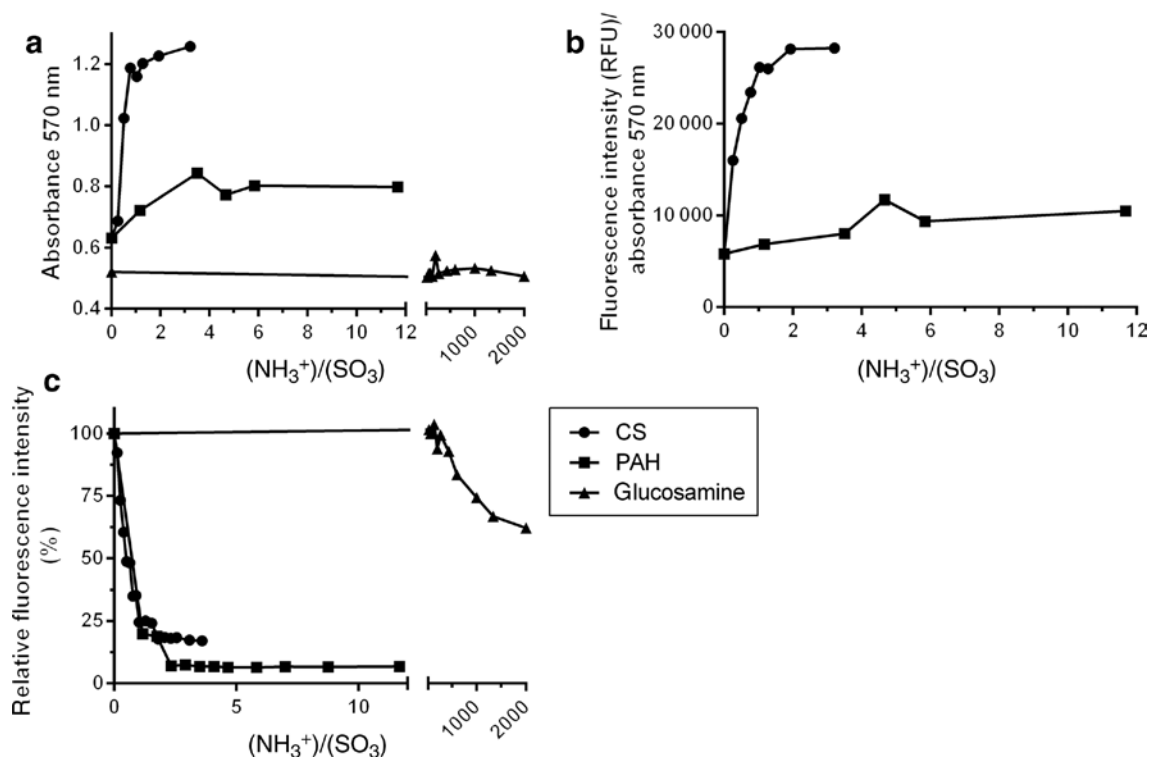 a
Absorbance 570 nm
1.2
1.0
0.8
0.6
0.4
0 2 4 6 8 10 12
1000 2000
(NH₃⁺)/(SO₃)
b
Fluorescence intensity (RFU)/
absorbance 570 nm
30 000
20 000
10 000
0
0 2 4 6 8 10 12
(NH₃⁺)/(SO₃)
c
Relative fluorescence intensity
(%)
100
75
50
25
0
0 5 10
1000 2000
(NH₃⁺)/(SO₃)
CS
PAH
Glucosamine